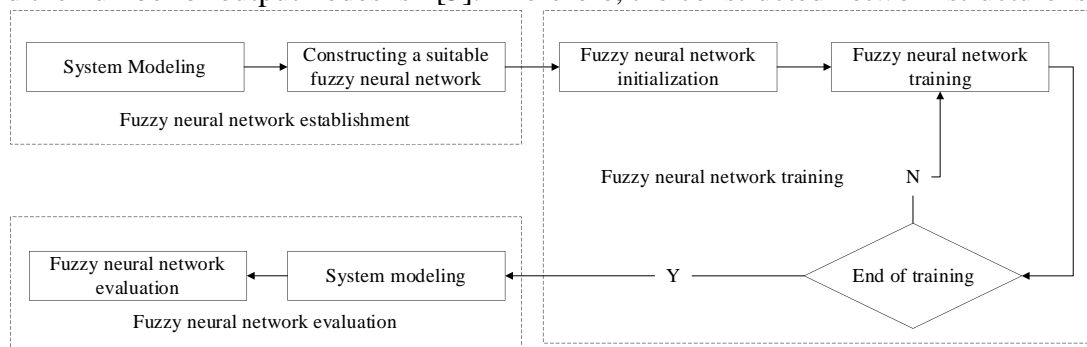 System Modeling
Constructing a suitable
fuzzy neural network
Fuzzy neural network establishment
Fuzzy neural network
initialization
Fuzzy neural network
training
Fuzzy neural network training
N
End of training
Y
System modeling
Fuzzy neural network
evaluation
Fuzzy neural network evaluation